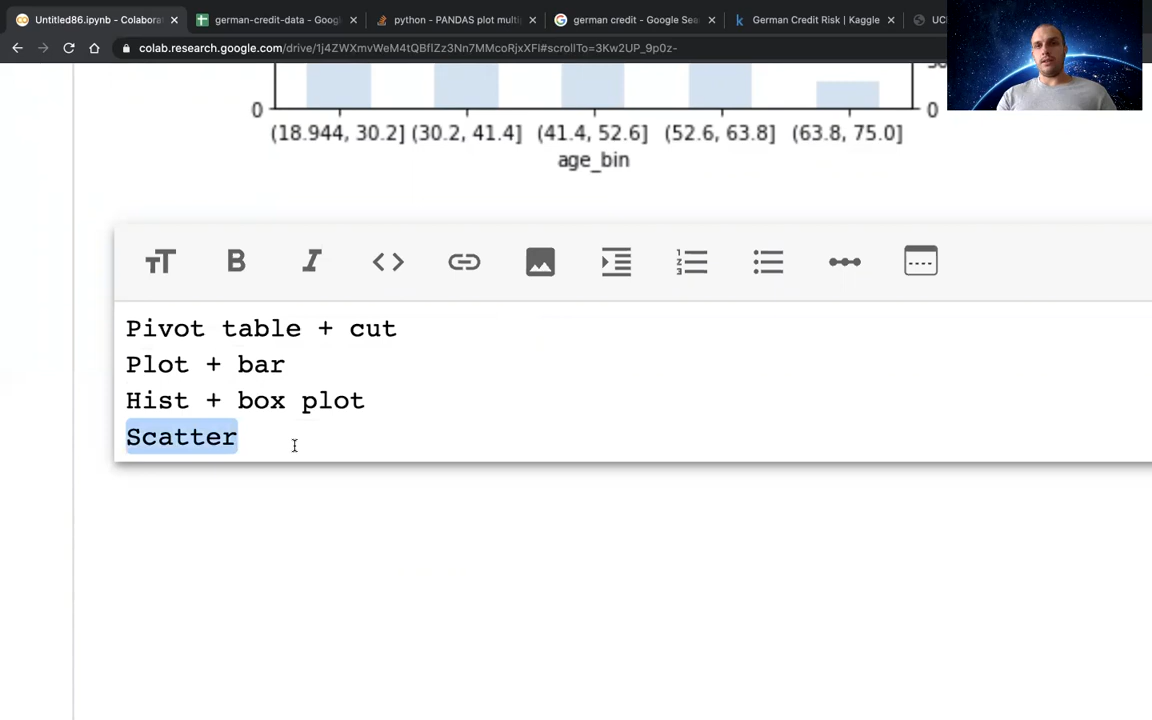 Untitled86.ipynb - Colabora
german-credit-data - Goog
python - PANDAS plot multip
german credit - Google Sea
German Credit Risk | Kaggle
UCI
colab.research.google.com/drive/1j4ZWXmvWeM4tQBfIZz3Nn7MMcoRjxXFl#scrollTo=3Kw2UP_9p0z-
0
0
(18.944, 30.2] (30.2, 41.4] (41.4, 52.6] (52.6, 63.8] (63.8, 75.0]
age_bin
Pivot table + cut
Plot + bar
Hist + box plot
Scatter